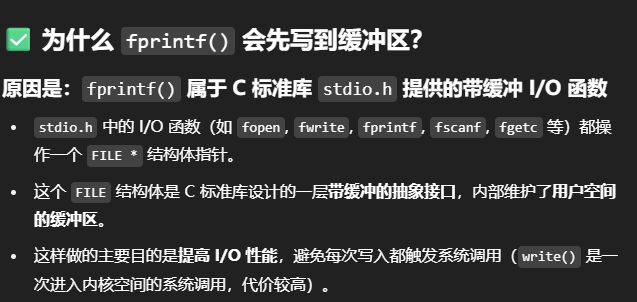 ✅ 为什么 fprintf() 会先写到缓冲区？
原因是：fprintf() 属于 C 标准库 stdio.h 提供的带缓冲 I/O 函数
• stdio.h 中的 I/O 函数（如 fopen, fwrite, fprintf, fscanf, fgetc 等）都操
作一个 FILE * 结构体指针。
• 这个 FILE 结构体是 C 标准库设计的一层带缓冲的抽象接口，内部维护了用户空间
的缓冲区。
• 这样做的主要目的是提高 I/O 性能，避免每次写入都触发系统调用（write() 是一
次进入内核空间的系统调用，代价较高）。